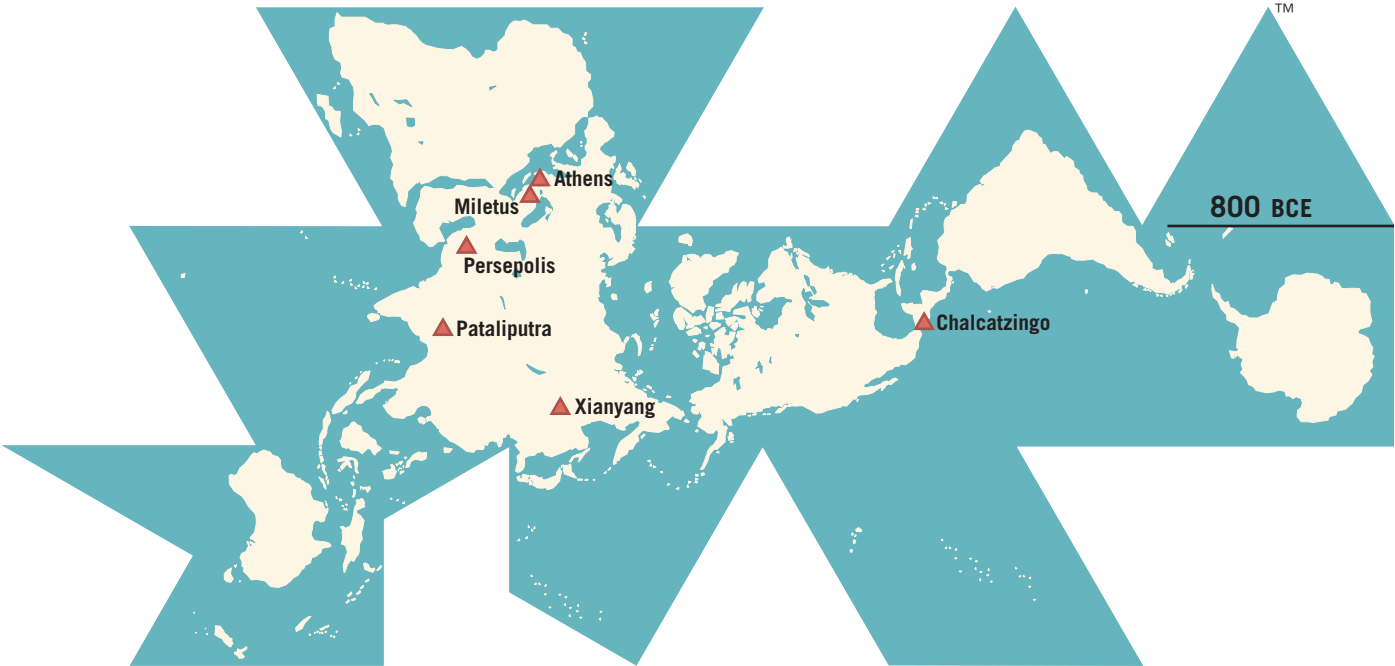 ™
Athens
Miletus
800 BCE
Persepolis
Pataliputra
Chalcatzingo
Xianyang